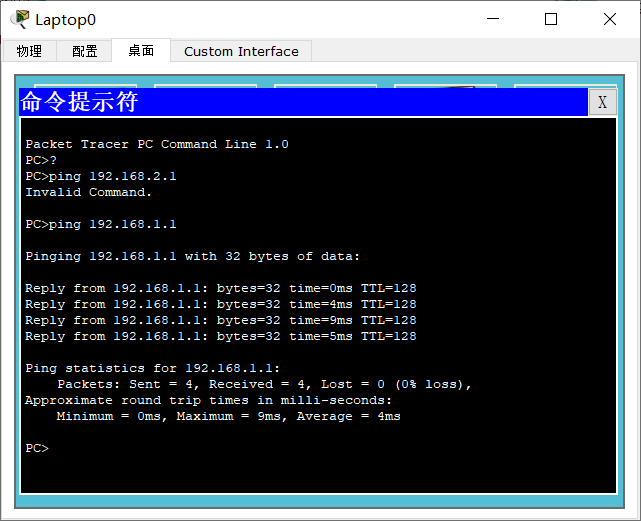 Laptop0
物理 配置 桌面 Custom Interface
命令提示符 X
Packet Tracer PC Command Line 1.0
PC>?
PC>ping 192.168.2.1
Invalid Command.
PC>ping 192.168.1.1
Pinging 192.168.1.1 with 32 bytes of data:
Reply from 192.168.1.1: bytes=32 time=0ms TTL=128
Reply from 192.168.1.1: bytes=32 time=4ms TTL=128
Reply from 192.168.1.1: bytes=32 time=9ms TTL=128
Reply from 192.168.1.1: bytes=32 time=5ms TTL=128
Ping statistics for 192.168.1.1:
Packets: Sent = 4, Received = 4, Lost = 0 (0% loss),
Approximate round trip times in milli-seconds:
Minimum = 0ms, Maximum = 9ms, Average = 4ms
PC>